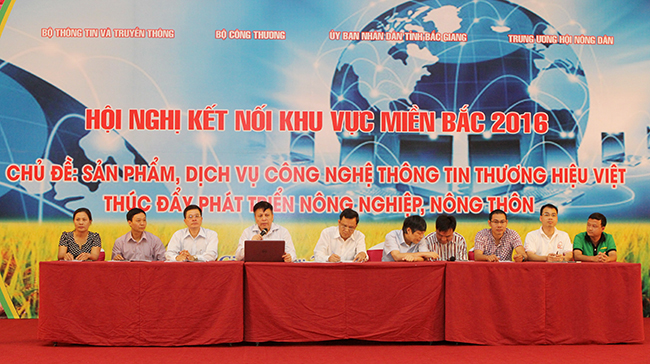 BỘ THÔNG TIN VÀ TRUYỀN THÔNG
BỘ CÔNG THƯƠNG
ỦY BAN NHÂN DÂN TỈNH BẮC GIANG
TRUNG ƯƠNG HỘI NÔNG DÂN
HỘI NGHỊ KẾT NỐI KHU VỰC MIỀN BẮC 2016
CHỦ ĐỀ: SẢN PHẨM, DỊCH VỤ CÔNG NGHỆ THÔNG TIN THƯƠNG HIỆU VIỆT
THÚC ĐẨY PHÁT TRIỂN NÔNG NGHIỆP, NÔNG THÔN